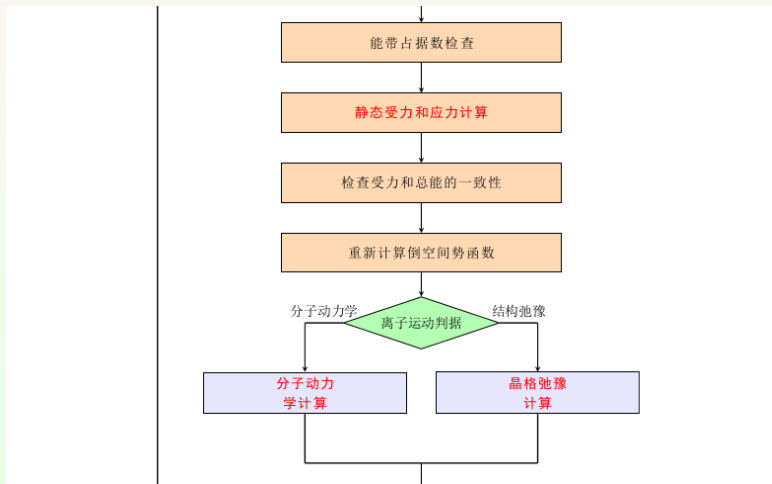 能带占据数检查
静态受力和应力计算
检查受力和总能的一致性
重新计算倒空间势函数
分子动力学
结构弛豫
离子运动判据
分子动力
学计算
晶格弛豫
计算